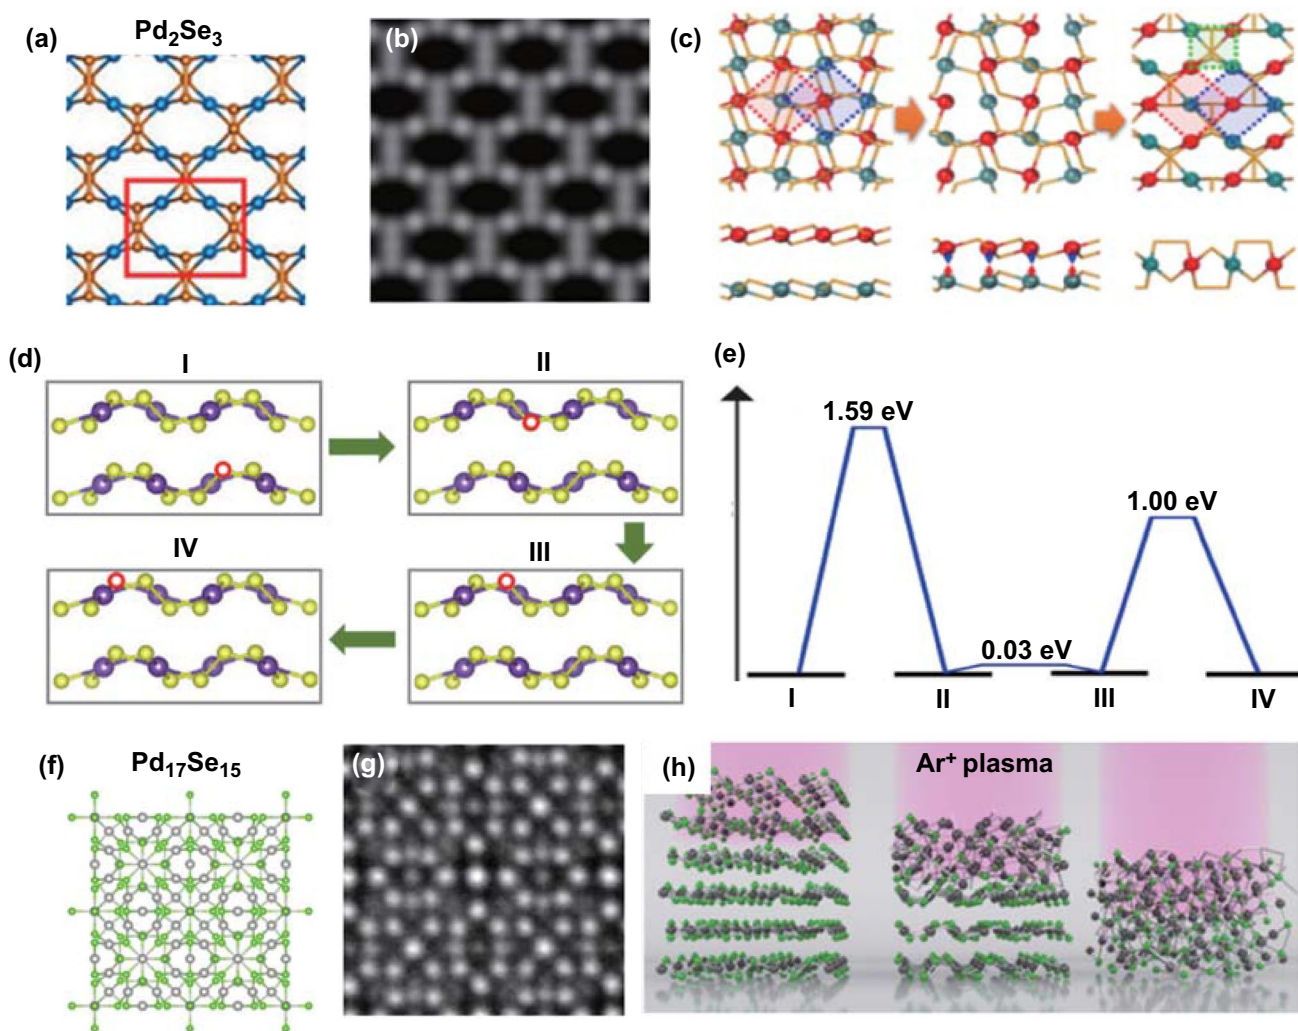 (a) Pd₂Se₃
(b)
(c)
(d)
I
II
IV
III
(e)
1.59 eV
1.00 eV
0.03 eV
I II III IV
(f) Pd₁₇Se₁₅
(g)
(h) Ar⁺ plasma